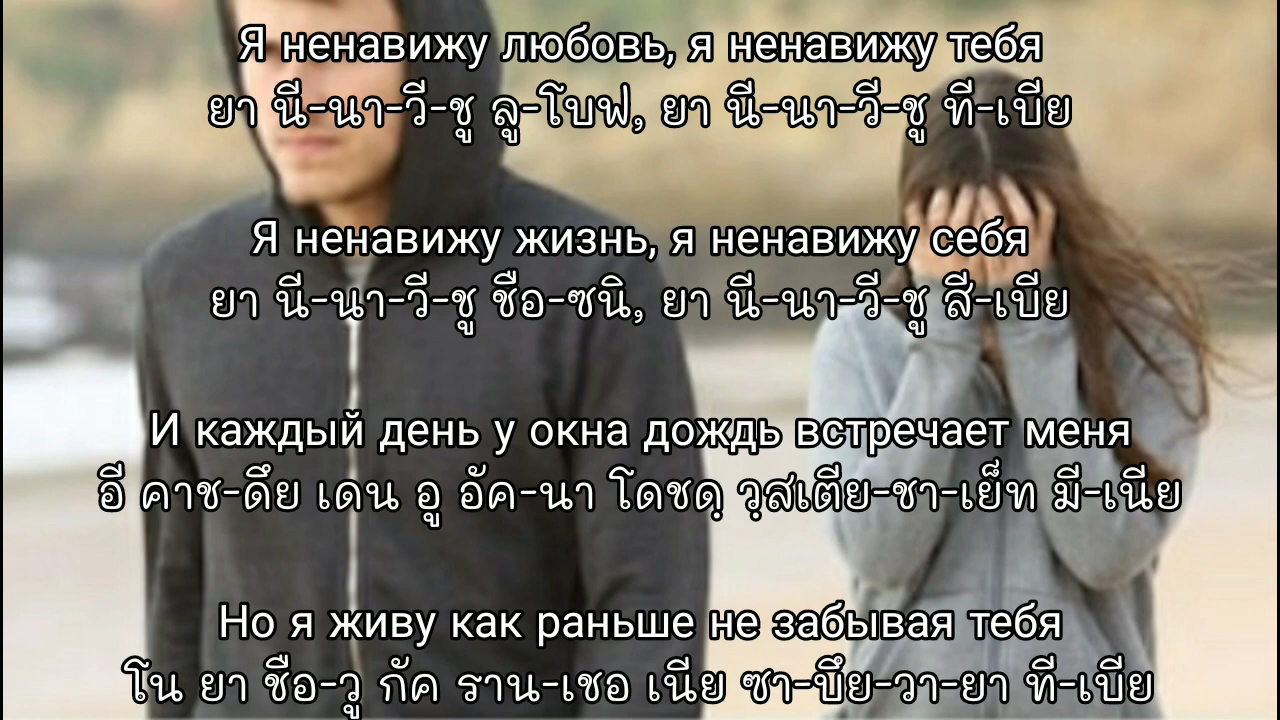 Я ненавижу любовь, я ненавижу тебя
ยา นี-นา-วี-ชู ลู-โบฟ, ยา นี-นา-วี-ชู ที-เบีย
Я ненавижу жизнь, я ненавижу себя
ยา นี-นา-วี-ชู ชือ-ซนิ, ยา นี-นา-วี-ชู สี-เบีย
И каждый день у окна дождь встречает меня
อี คาช-ดึย เดน อู อัค-นา โดชดฺ วฺสเตีย-ชา-เย็ท มี-เนีย
Но я живу как раньше не забывая тебя
โน ยา ชือ-วู กัค ราน-เชอ เนีย ซา-บึย-วา-ยา ที-เบีย